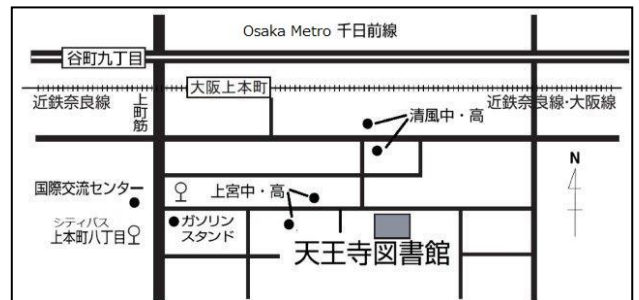 Osaka Metro 千日前線
谷町九丁目
大阪上本町
近鉄奈良線
上町筋
近鉄奈良線・大阪線
清風中・高
N
国際交流センター
上宮中・高
シティバス
上本町八丁目
ガソリン
スタンド
天王寺図書館